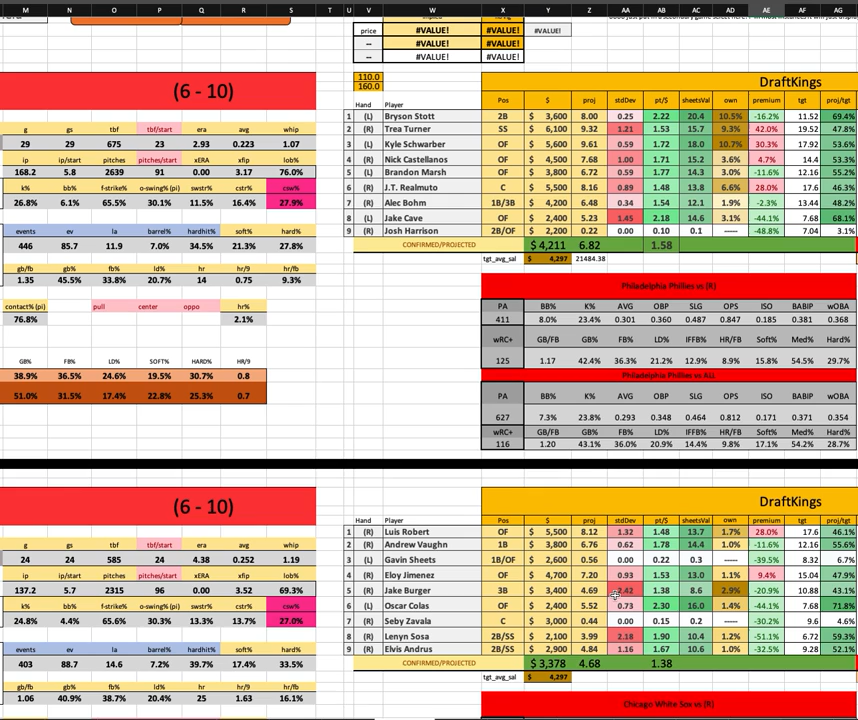 M N O P Q R S T U V W X Y Z AA AB AC AD AE AF AG
price #VALUE! #VALUE! #VALUE!
-- #VALUE! #VALUE!
-- #VALUE! #VALUE!
110.0
160.0
(6 - 10) DraftKings
Hand Player Pos $ proj stdDev pt/$ sheetsVal own premium tgt proj/tgt
1 (L) Bryson Stott 2B $ 3,600 8.00 0.25 2.22 20.4 10.5% -16.2% 11.52 69.4%
g gs tbf tbf/start era avg whip
2 (R) Trea Turner SS $ 6,100 9.32 1.21 1.53 15.7 9.3% 42.0% 19.52 47.8%
29 29 675 23 2.93 0.223 1.07
3 (L) Kyle Schwarber OF $ 5,600 9.61 0.59 1.72 18.0 10.7% 30.3% 17.92 53.6%
ip ip/start pitches pitches/start xERA xfip lob%
4 (R) Nick Castellanos OF $ 4,500 7.68 1.00 1.71 15.2 3.6% 4.7% 14.4 53.3%
168.2 5.8 2639 91 0.00 3.17 76.0%
5 (L) Brandon Marsh OF $ 3,800 6.72 0.59 1.77 14.3 3.0% -11.6% 12.16 55.2%
k% bb% f-strike% o-swing% (pi) swstr% cstr% csw%
6 (R) J.T. Realmuto C $ 5,500 8.16 0.89 1.48 13.8 6.6% 28.0% 17.6 46.3%
26.8% 6.1% 65.5% 30.1% 11.5% 16.4% 27.9%
7 (R) Alec Bohm 1B/3B $ 4,200 6.48 0.34 1.54 12.1 1.9% -2.3% 13.44 48.2%
8 (L) Jake Cave OF $ 2,400 5.23 1.45 2.18 14.6 3.1% -44.1% 7.68 68.1%
events ev la barrel% hardhit% soft% hard%
9 (R) Josh Harrison 2B/OF $ 2,200 0.22 0.00 0.10 0.1 ----- -48.8% 7.04 3.1%
446 85.7 11.9 7.0% 34.5% 21.3% 27.8%
CONFIRMED/PROJECTED $ 4,211 6.82 1.58
tgt_avg_sal $ 4,297 21484.38
gb/fb gb% fb% ld% hr hr/9 hr/fb
1.35 45.5% 33.8% 20.7% 14 0.75 9.3%
Philadelphia Phillies vs (R)
contact% (pi) pull center oppo hr%
PA BB% K% AVG OBP SLG OPS ISO BABIP wOBA
76.8% 2.1%
411 8.0% 23.4% 0.301 0.360 0.487 0.847 0.185 0.381 0.368
wRC+ GB/FB GB% FB% LD% IFFB% HR/FB Soft% Med% Hard%
GB% FB% LD% SOFT% HARD% HR/9
125 1.17 42.4% 36.3% 21.2% 12.9% 8.9% 15.8% 54.5% 29.7%
38.9% 36.5% 24.6% 19.5% 30.7% 0.8
Philadelphia Phillies vs ALL
51.0% 31.5% 17.4% 22.8% 25.3% 0.7
PA BB% K% AVG OBP SLG OPS ISO BABIP wOBA
627 7.3% 23.8% 0.293 0.348 0.464 0.812 0.171 0.371 0.354
wRC+ GB/FB GB% FB% LD% IFFB% HR/FB Soft% Med% Hard%
116 1.20 43.1% 36.0% 20.9% 14.4% 9.8% 17.1% 54.2% 28.7%
(6 - 10) DraftKings
Hand Player Pos $ proj stdDev pt/$ sheetsVal own premium tgt proj/tgt
1 (R) Luis Robert OF $ 5,500 8.12 1.32 1.48 13.7 1.7% 28.0% 17.6 46.1%
g gs tbf tbf/start era avg whip
2 (R) Andrew Vaughn 1B $ 3,800 6.76 0.62 1.78 14.4 1.0% -11.6% 12.16 55.6%
24 24 585 24 4.38 0.252 1.19
3 (L) Gavin Sheets 1B/OF $ 2,600 0.56 0.00 0.22 0.3 ----- -39.5% 8.32 6.7%
ip ip/start pitches pitches/start xERA xfip lob%
4 (R) Eloy Jimenez OF $ 4,700 7.20 0.93 1.53 13.0 1.1% 9.4% 15.04 47.9%
137.2 5.7 2315 96 0.00 3.52 70.9%
5 (R) Jake Burger 3B $ 3,400 4.69 2.42 1.38 8.6 2.9% -20.9% 10.88 43.1%
k% bb% f-strike% o-swing% (pi) swstr% cstr% csw%
6 (L) Oscar Colas OF $ 2,400 5.52 0.73 2.30 16.0 1.4% -44.1% 7.68 71.8%
24.8% 4.4% 65.6% 30.3% 13.3% 13.7% 27.0%
7 (R) Seby Zavala C $ 3,000 0.44 0.00 0.15 0.2 ----- -30.2% 9.6 4.6%
8 (R) Lenyn Sosa 2B/SS $ 2,100 3.99 2.18 1.90 10.4 1.2% -51.1% 6.72 59.3%
events ev la barrel% hardhit% soft% hard%
9 (R) Elvis Andrus 2B/SS $ 2,900 4.84 1.16 1.67 10.6 1.0% -32.5% 9.28 52.1%
403 88.7 14.6 7.2% 39.7% 17.4% 33.5%
CONFIRMED/PROJECTED $ 3,378 4.68 1.38
tgt_avg_sal $ 4,297
gb/fb gb% fb% ld% hr hr/9 hr/fb
1.06 40.9% 38.7% 20.4% 25 1.63 16.1%
Chicago White Sox vs (R)